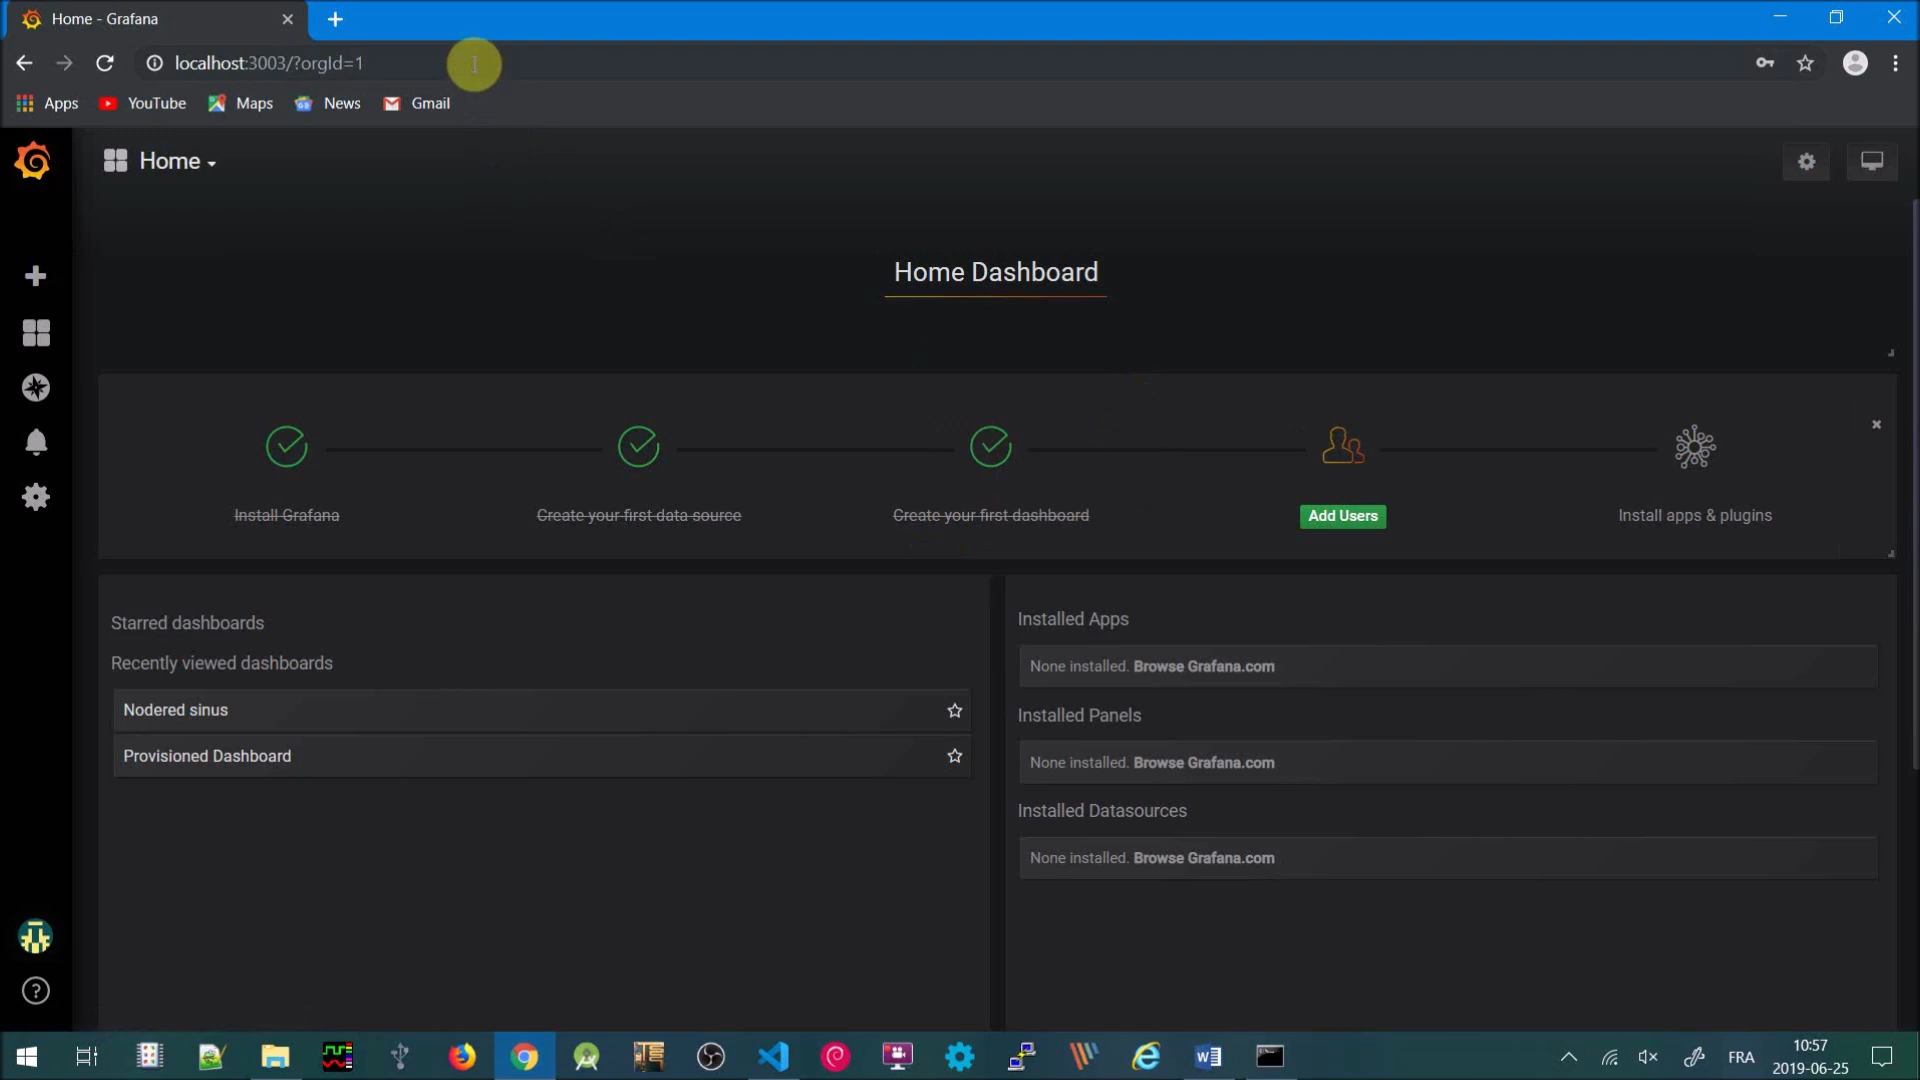 Home - Grafana
localhost:3003/?orgId=1
Apps YouTube Maps News Gmail
Home
Home Dashboard
Install Grafana
Create your first data source
Create your first dashboard
Add Users
Install apps & plugins
Starred dashboards
Recently viewed dashboards
Nodered sinus
Provisioned Dashboard
Installed Apps
None installed. Browse Grafana.com
Installed Panels
None installed. Browse Grafana.com
Installed Datasources
None installed. Browse Grafana.com
FRA
10:57
2019-06-25